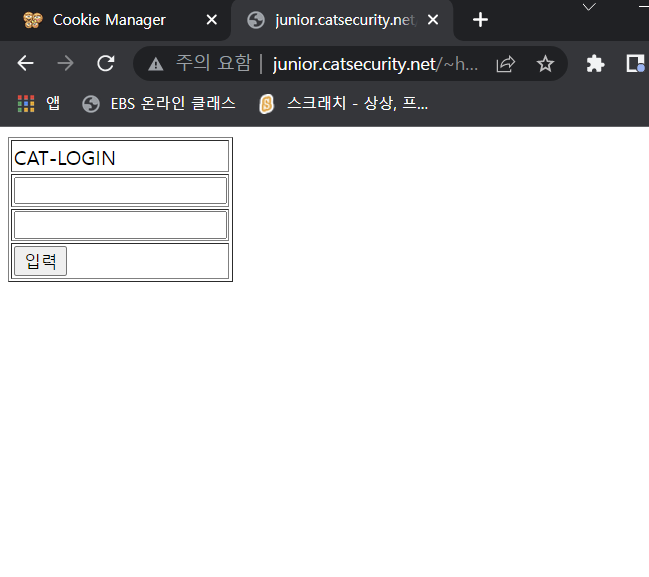 Cookie Manager
junior.catsecurity.net
주의 요함 | junior.catsecurity.net/~h...
앱 EBS 온라인 클래스 스크래치 - 상상, 프...
CAT-LOGIN
입력